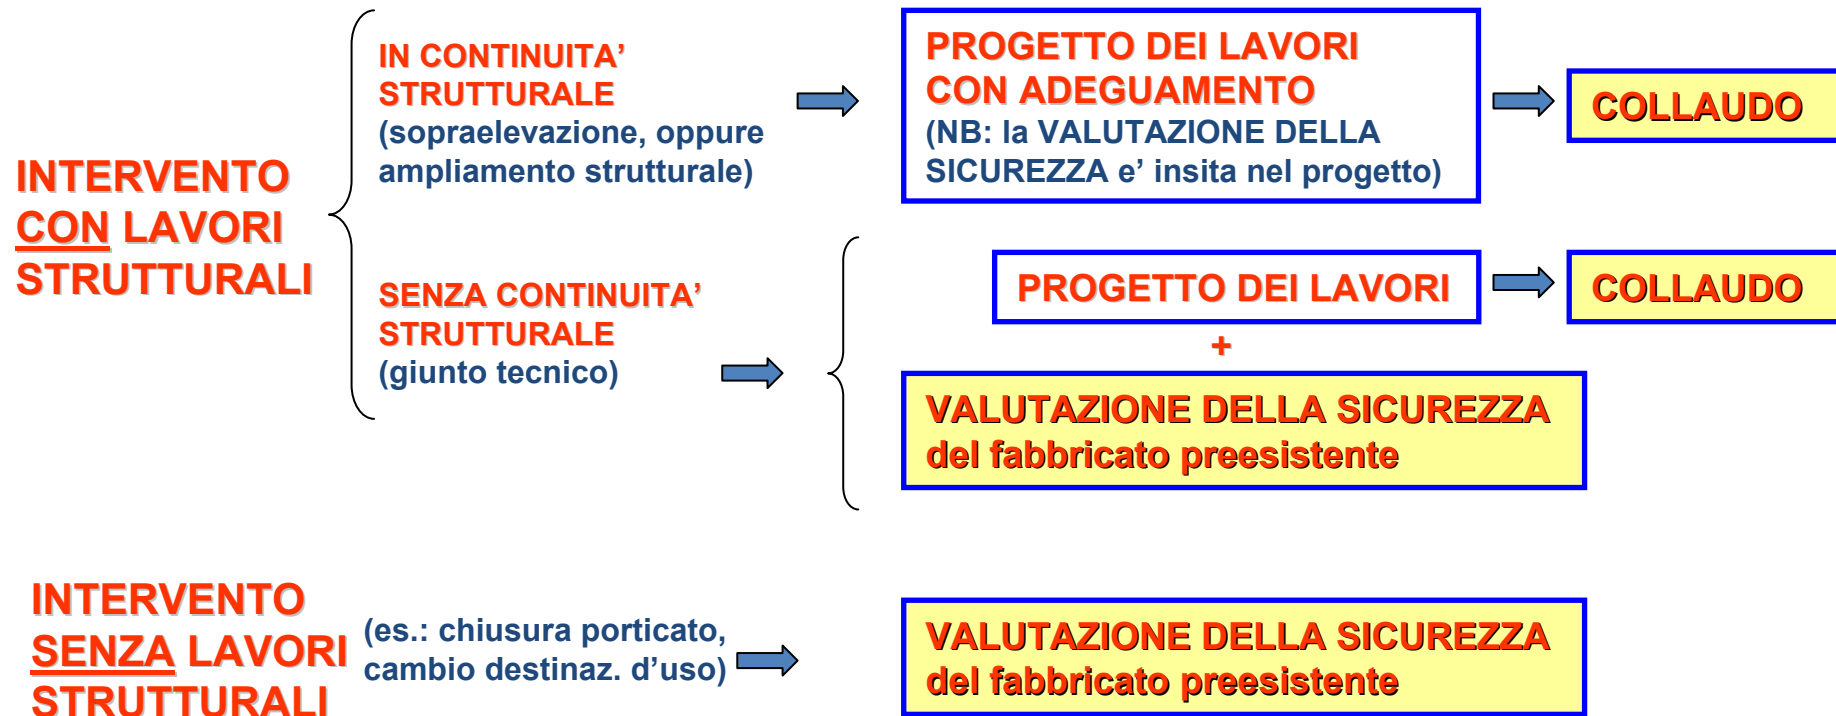 INTERVENTO
CON LAVORI
STRUTTURALI
IN CONTINUITA’
STRUTTURALE
(sopraelevazione, oppure
ampliamento strutturale)
PROGETTO DEI LAVORI
CON ADEGUAMENTO
(NB: la VALUTAZIONE DELLA
SICUREZZA e’ insita nel progetto)
COLLAUDO
SENZA CONTINUITA’
STRUTTURALE
(giunto tecnico)
PROGETTO DEI LAVORI
COLLAUDO
+
VALUTAZIONE DELLA SICUREZZA
del fabbricato preesistente
INTERVENTO
SENZA LAVORI
STRUTTURALI
(es.: chiusura porticato,
cambio destinaz. d’uso)
VALUTAZIONE DELLA SICUREZZA
del fabbricato preesistente